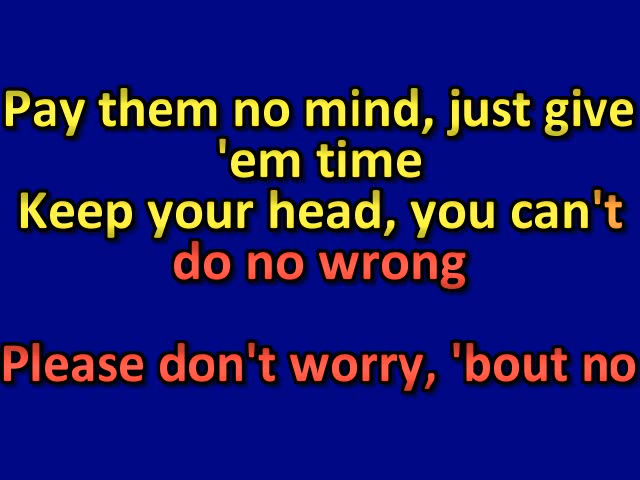 Pay them no mind, just give
'em time
Keep your head, you can't
do no wrong
Please don't worry, 'bout no